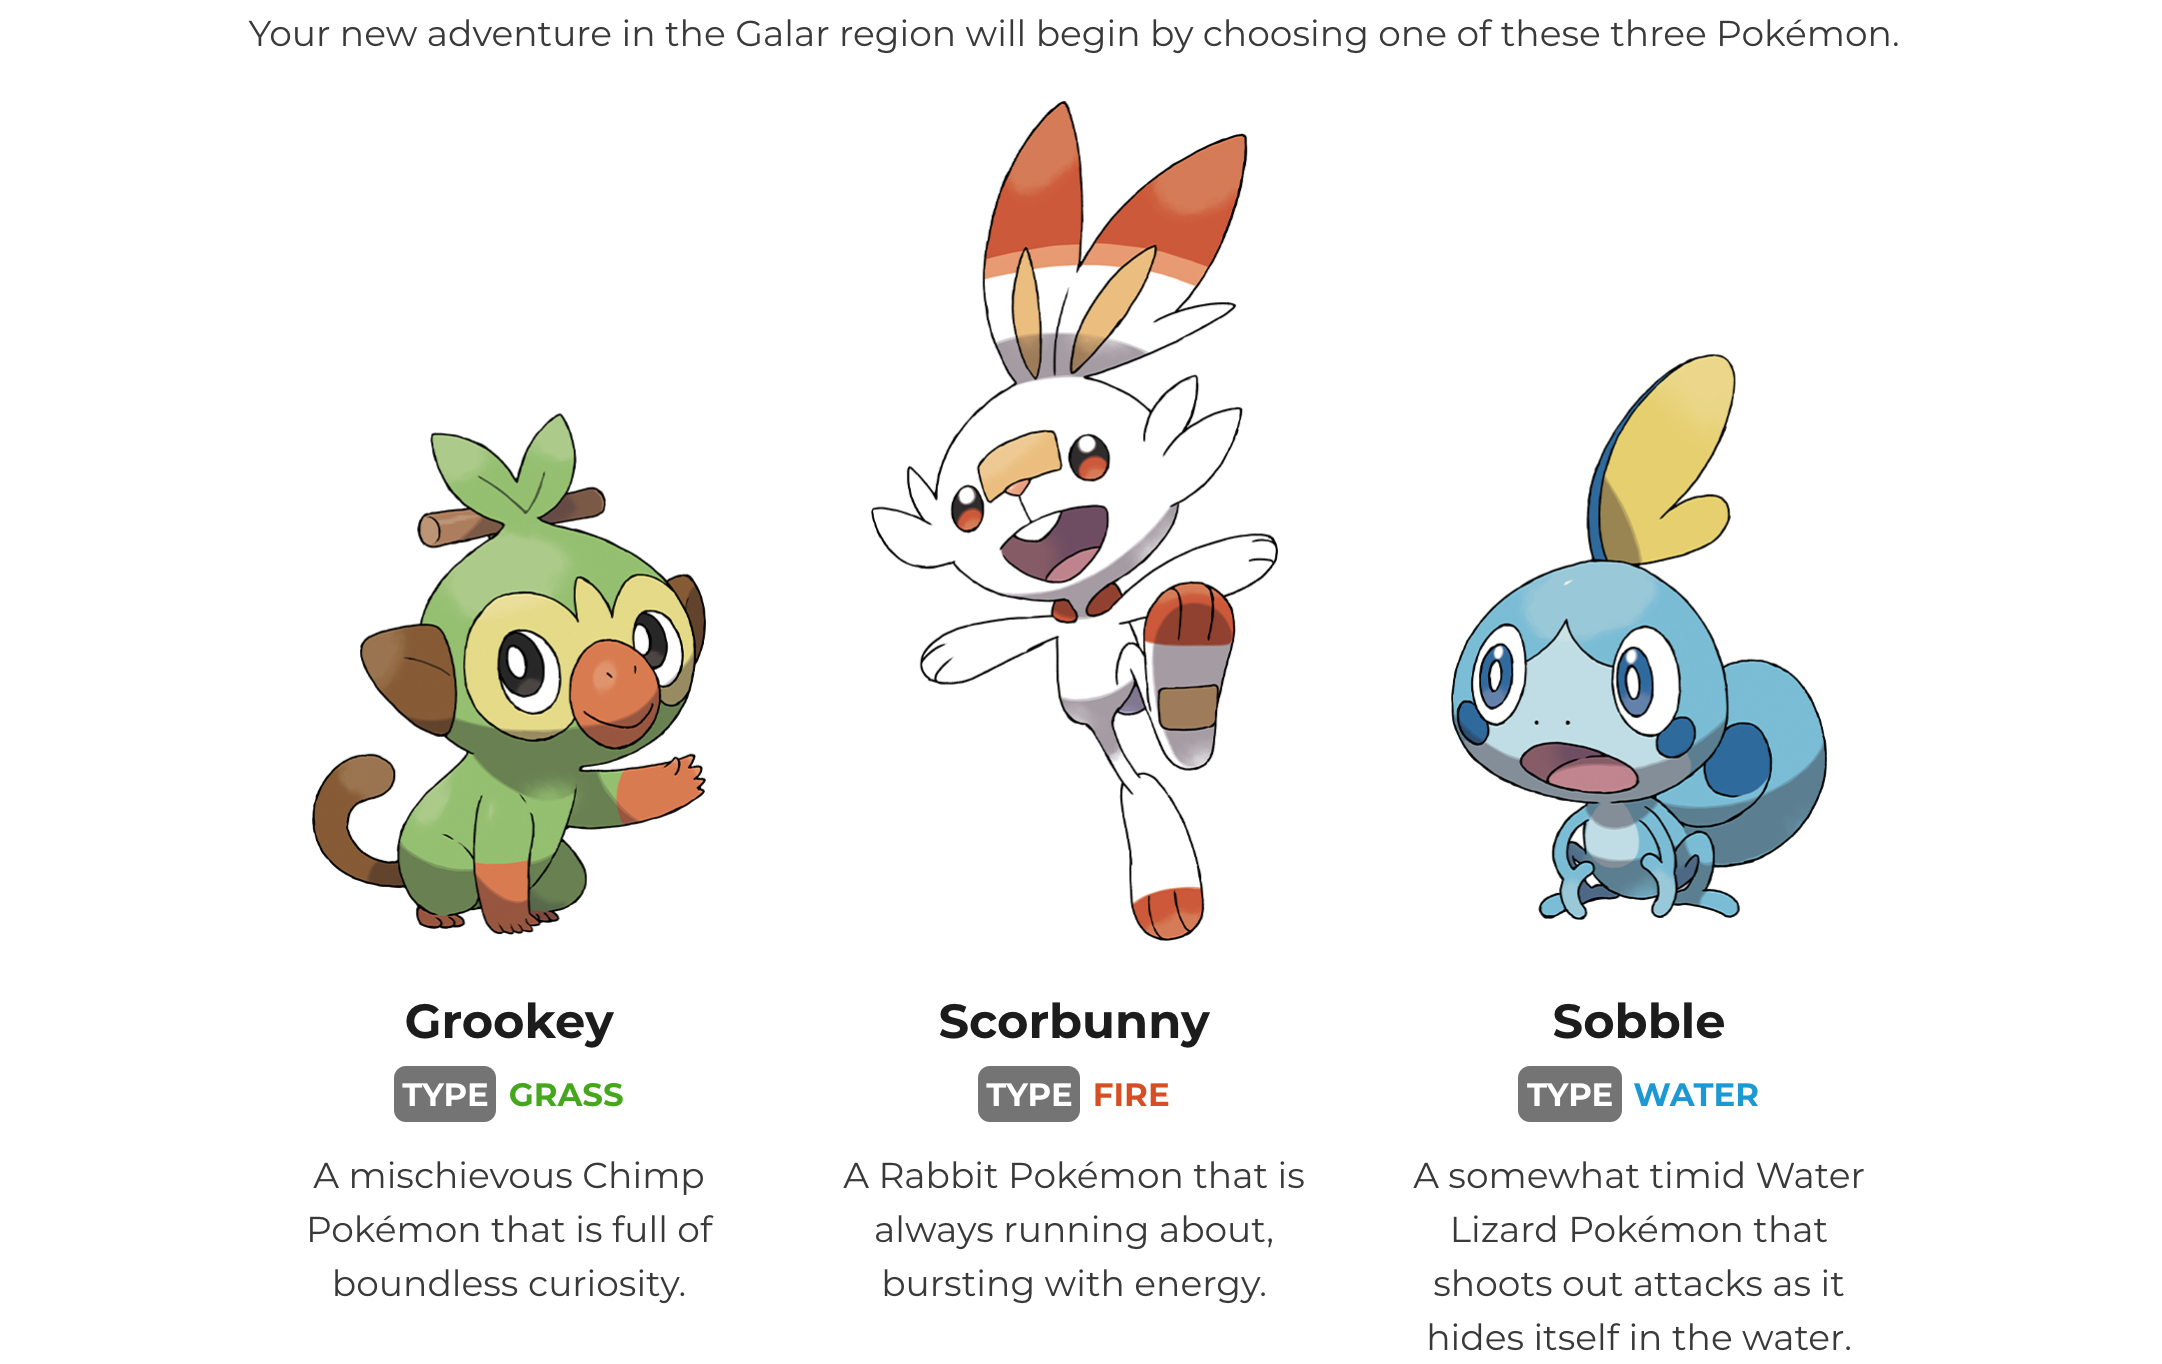 Your new adventure in the Galar region will begin by choosing one of these three Pokémon.
Grookey
TYPE GRASS
A mischievous Chimp
Pokémon that is full of
boundless curiosity.
Scorbunny
TYPE FIRE
A Rabbit Pokémon that is
always running about,
bursting with energy.
Sobble
TYPE WATER
A somewhat timid Water
Lizard Pokémon that
shoots out attacks as it
hides itself in the water.